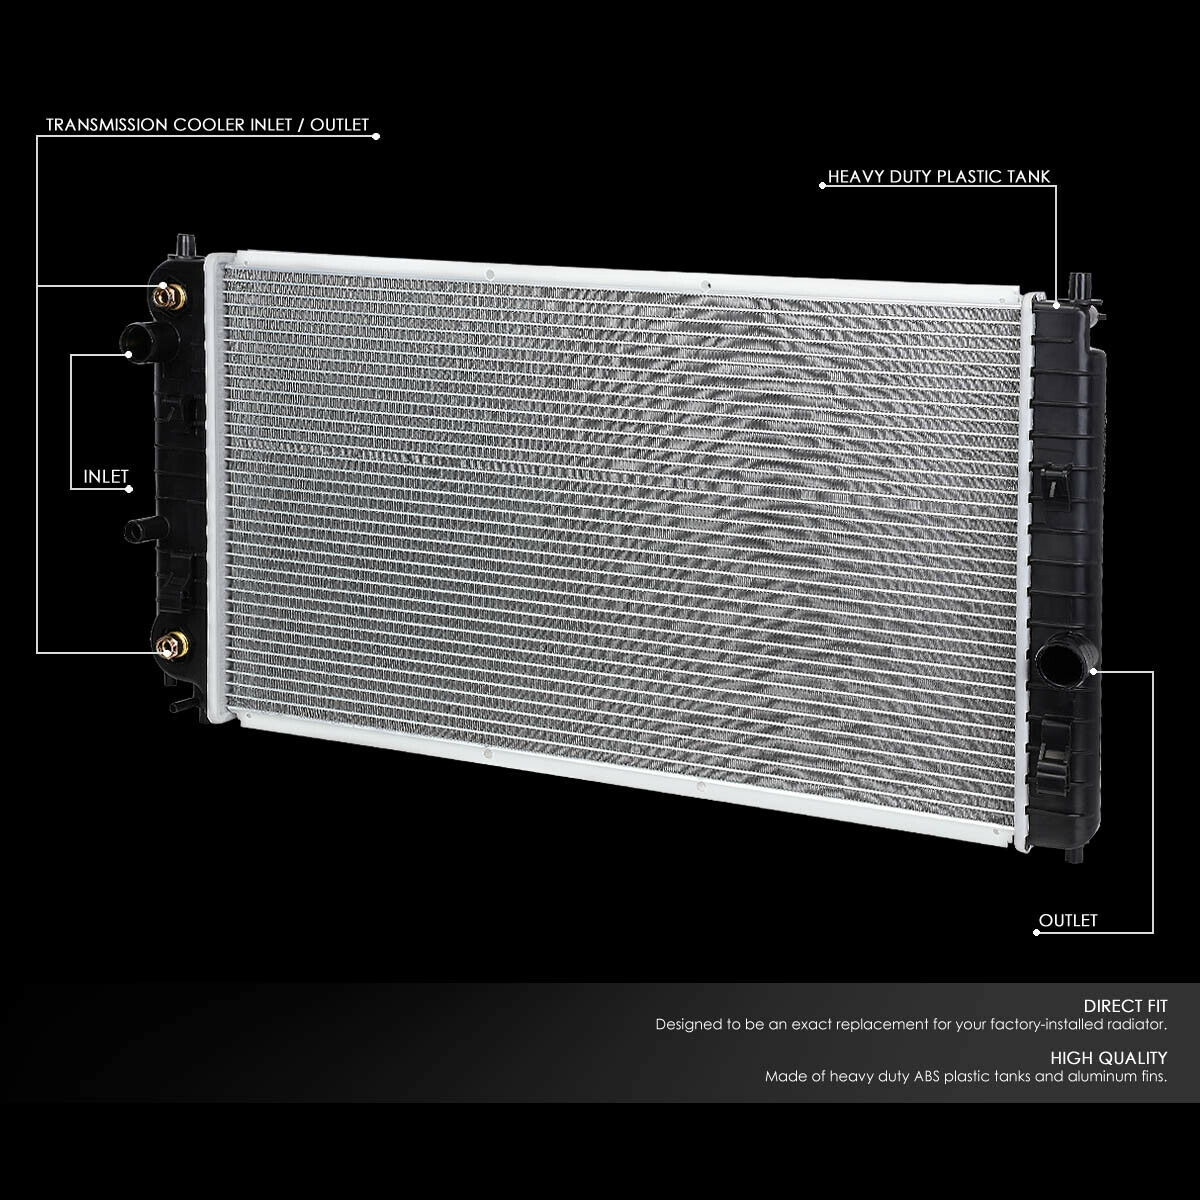 TRANSMISSION COOLER INLET / OUTLET
HEAVY DUTY PLASTIC TANK
INLET
OUTLET
DIRECT FIT
Designed to be an exact replacement for your factory-installed radiator.
HIGH QUALITY
Made of heavy duty ABS plastic tanks and aluminum fins.